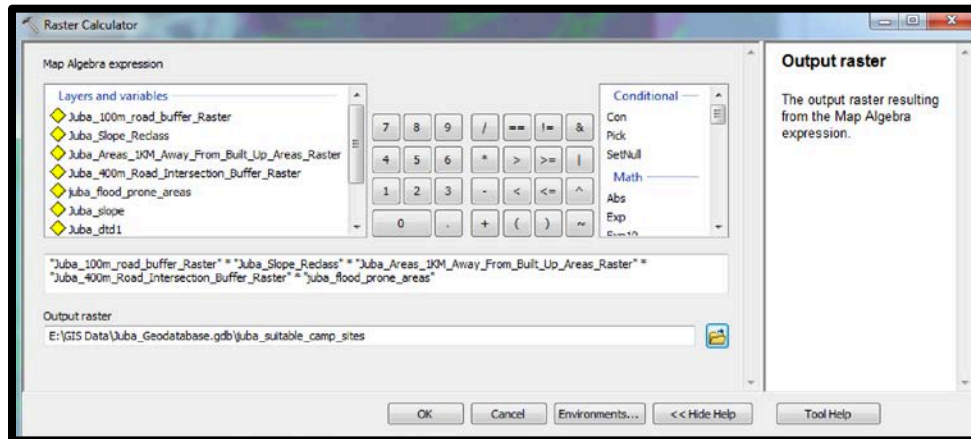 Raster Calculator
Map Algebra expression
Layers and variables
Juba_100m_road_buffer_Raster
Juba_Slope_Reclass
Juba_Areas_1KM_Away_From_Built_Up_Areas_Raster
Juba_400m_Road_Intersection_Buffer_Raster
juba_flood_prone_areas
Juba_slope
Juba_dtd1
7 8 9 / == != &
4 5 6 * > >= |
1 2 3 - < <= ^
0 . + ( ) ~
Conditional
Con
Pick
SetNull
Math
Abs
Exp
Exp10
"Juba_100m_road_buffer_Raster" * "Juba_Slope_Reclass" * "Juba_Areas_1KM_Away_From_Built_Up_Areas_Raster" *
"Juba_400m_Road_Intersection_Buffer_Raster" * "juba_flood_prone_areas"
Output raster
E:\GIS Data\Juba_Geodatabase.gdb\juba_suitable_camp_sites
OK Cancel Environments... << Hide Help Tool Help
Output raster
The output raster resulting
from the Map Algebra
expression.